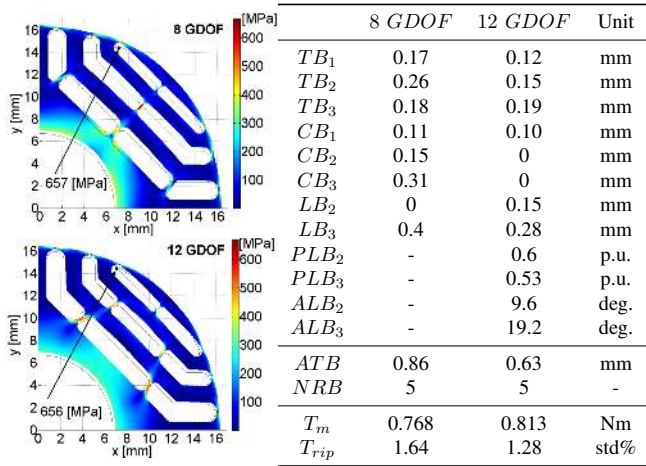 8 GDOF
[MPa]
16
14
12
10
8
6
4
2
0
y [mm]
657 [MPa]
0 2 4 6 8 10 12 14 16
x [mm]
600
500
400
300
200
100
12 GDOF
[MPa]
16
14
12
10
8
6
4
2
0
y [mm]
656 [MPa]
0 2 4 6 8 10 12 14 16
x [mm]
600
500
400
300
200
100
8 GDOF 12 GDOF Unit
TB1 0.17 0.12 mm
TB2 0.26 0.15 mm
TB3 0.18 0.19 mm
CB1 0.11 0.10 mm
CB2 0.15 0 mm
CB3 0.31 0 mm
LB2 0 0.15 mm
LB3 0.4 0.28 mm
PLB2 - 0.6 p.u.
PLB3 - 0.53 p.u.
ALB2 - 9.6 deg.
ALB3 - 19.2 deg.
ATB 0.86 0.63 mm
NRB 5 5 -
Tm 0.768 0.813 Nm
Trip 1.64 1.28 std%